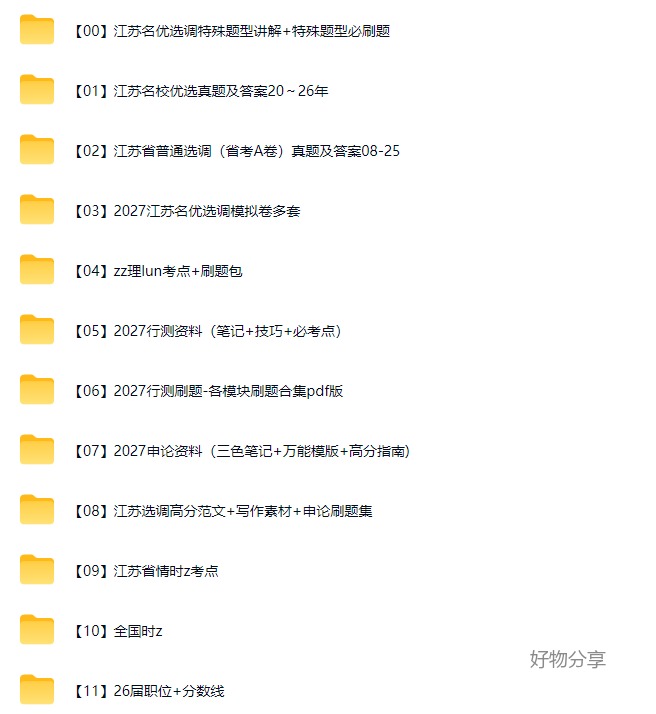 【00】江苏名优选调特殊题型讲解+特殊题型必刷题
【01】江苏名校优选真题及答案20～26年
【02】江苏省普通选调（省考A卷）真题及答案08-25
【03】2027江苏名优选调模拟卷多套
【04】zz理lun考点+刷题包
【05】2027行测资料（笔记+技巧+必考点）
【06】2027行测刷题-各模块刷题合集pdf版
【07】2027申论资料（三色笔记+万能模版+高分指南)
【08】江苏选调高分范文+写作素材+申论刷题集
【09】江苏省情时z考点
【10】全国时z
好物分享
【11】26届职位+分数线